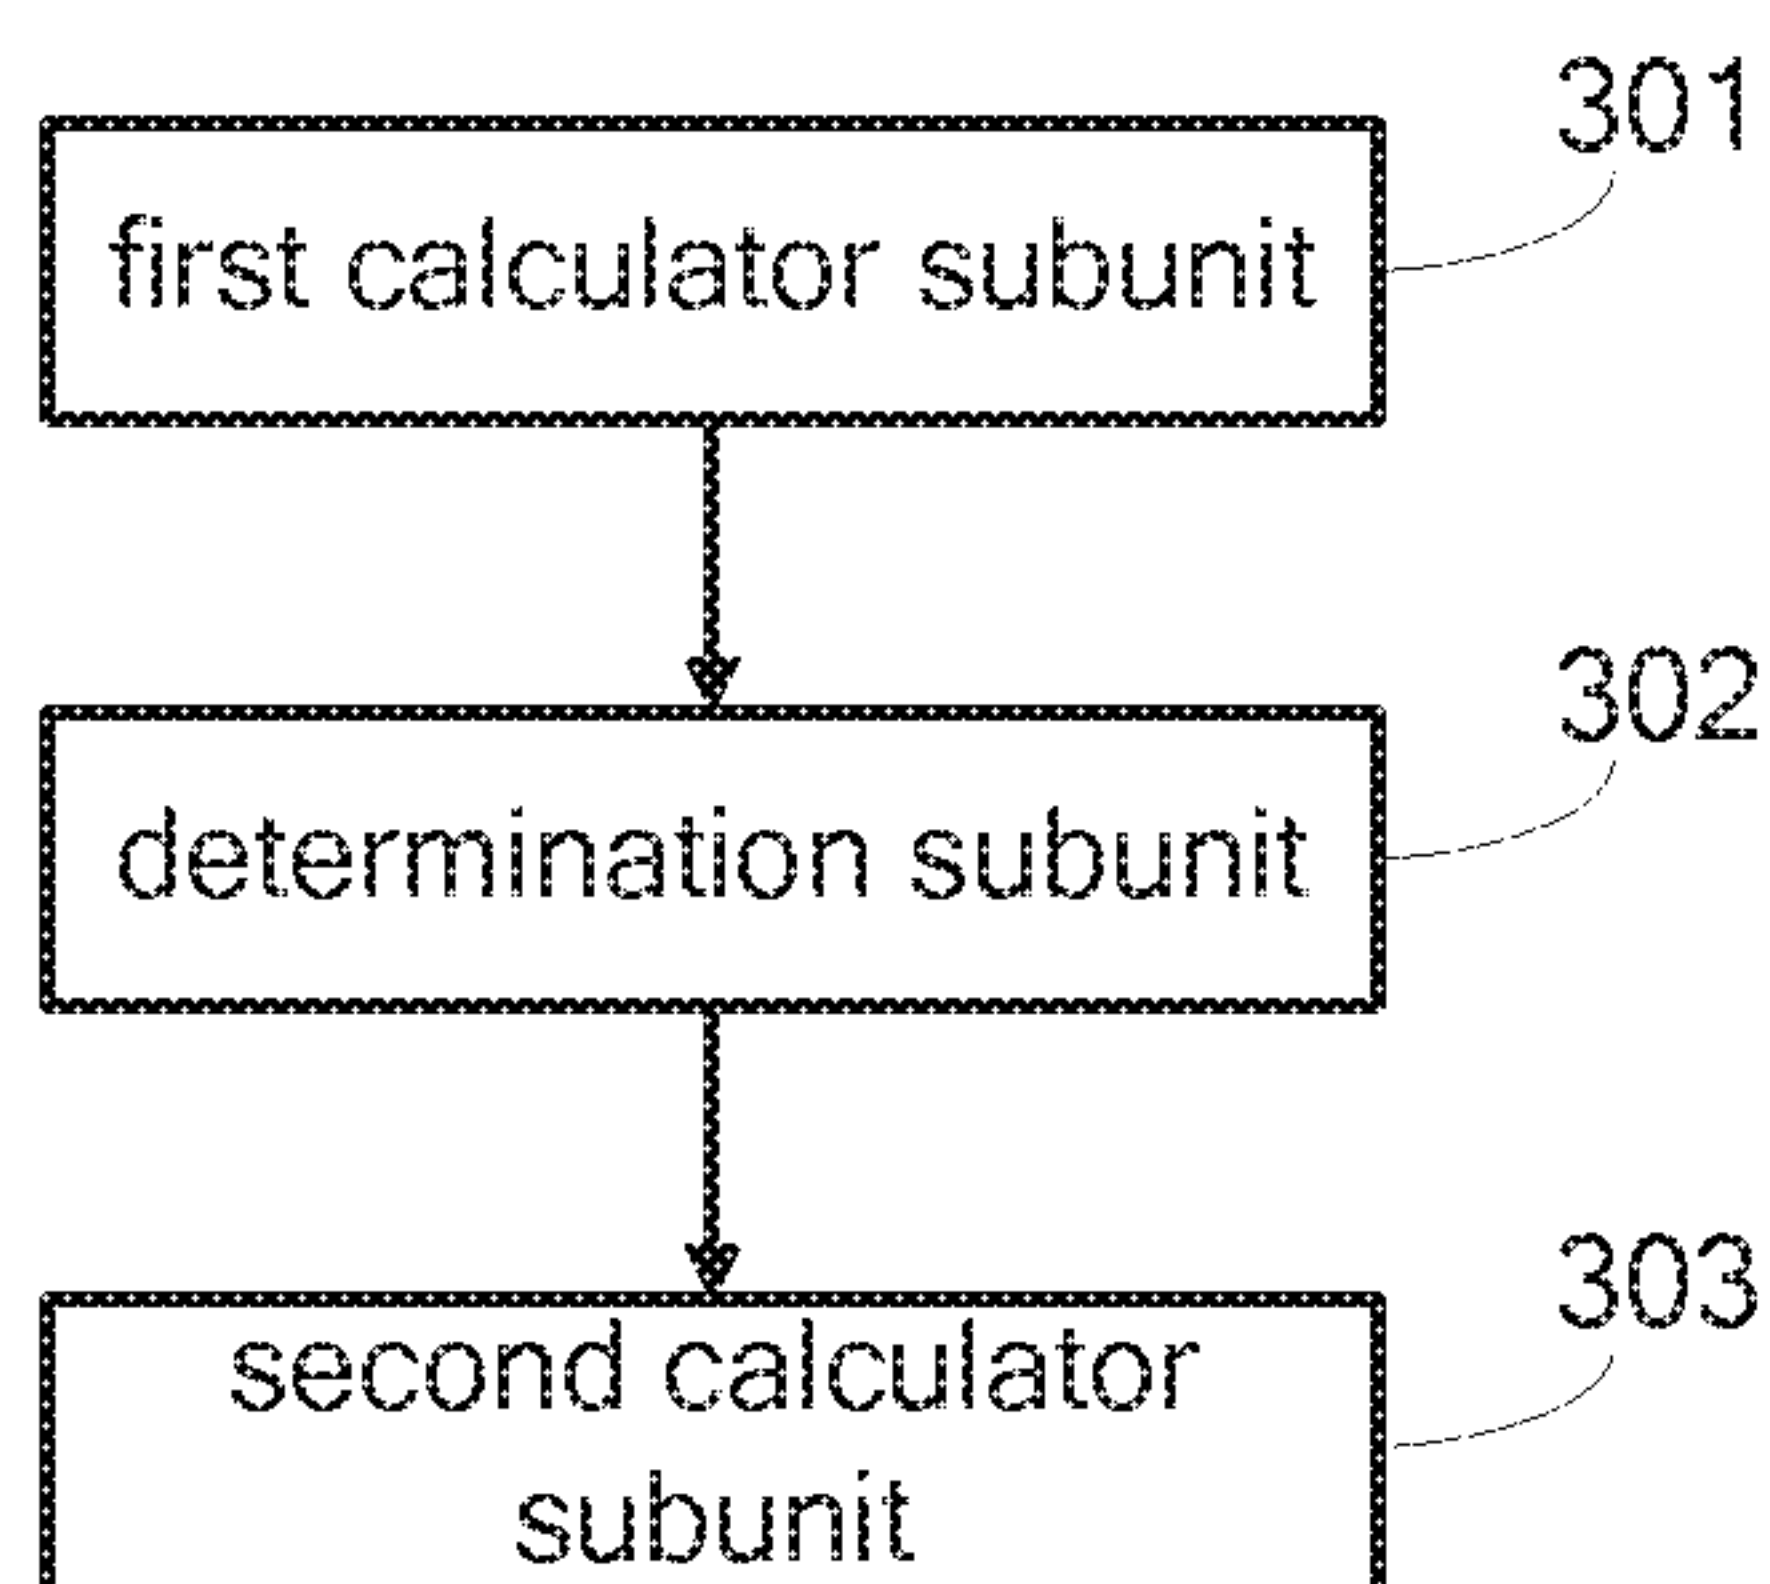 301
first calculator subunit
302
determination subunit
303
second calculator
subunit